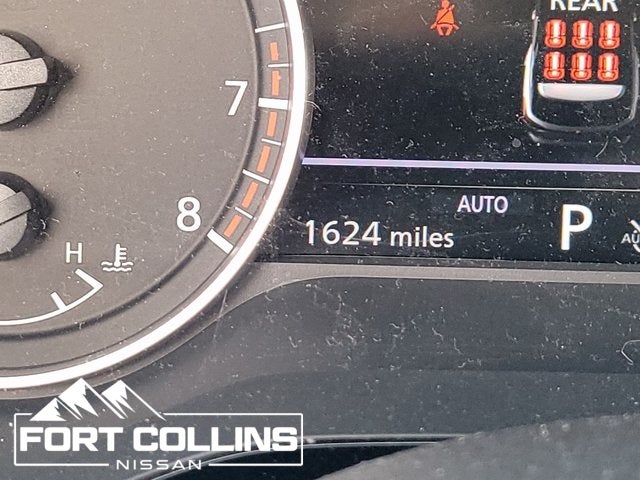 REAR
7
AUTO
8
1624 miles
P
H
FORT COLLINS
NISSAN